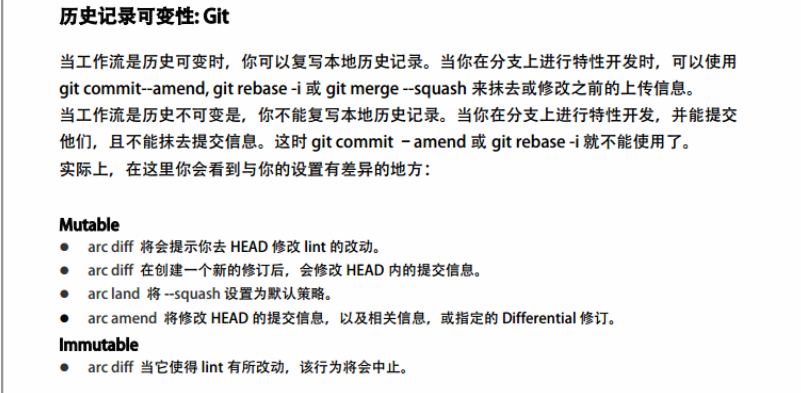 历史记录可变性: Git
当工作流是历史可变时，你可以复写本地历史记录。当你在分支上进行特性开发时，可以使用
git commit--amend, git rebase -i 或 git merge --squash 来抹去或修改之前的上传信息。
当工作流是历史不可变是，你不能复写本地历史记录。当你在分支上进行特性开发，并能提交
他们，且不能抹去提交信息。这时 git commit －amend 或 git rebase -i 就不能使用了。
实际上，在这里你会看到与你的设置有差异的地方：
Mutable
● arc diff 将会提示你去 HEAD 修改 lint 的改动。
● arc diff 在创建一个新的修订后，会修改 HEAD 内的提交信息。
● arc land 将 --squash 设置为默认策略。
● arc amend 将修改 HEAD 的提交信息，以及相关信息，或指定的 Differential 修订。
Immutable
● arc diff 当它使得 lint 有所改动，该行为将会中止。